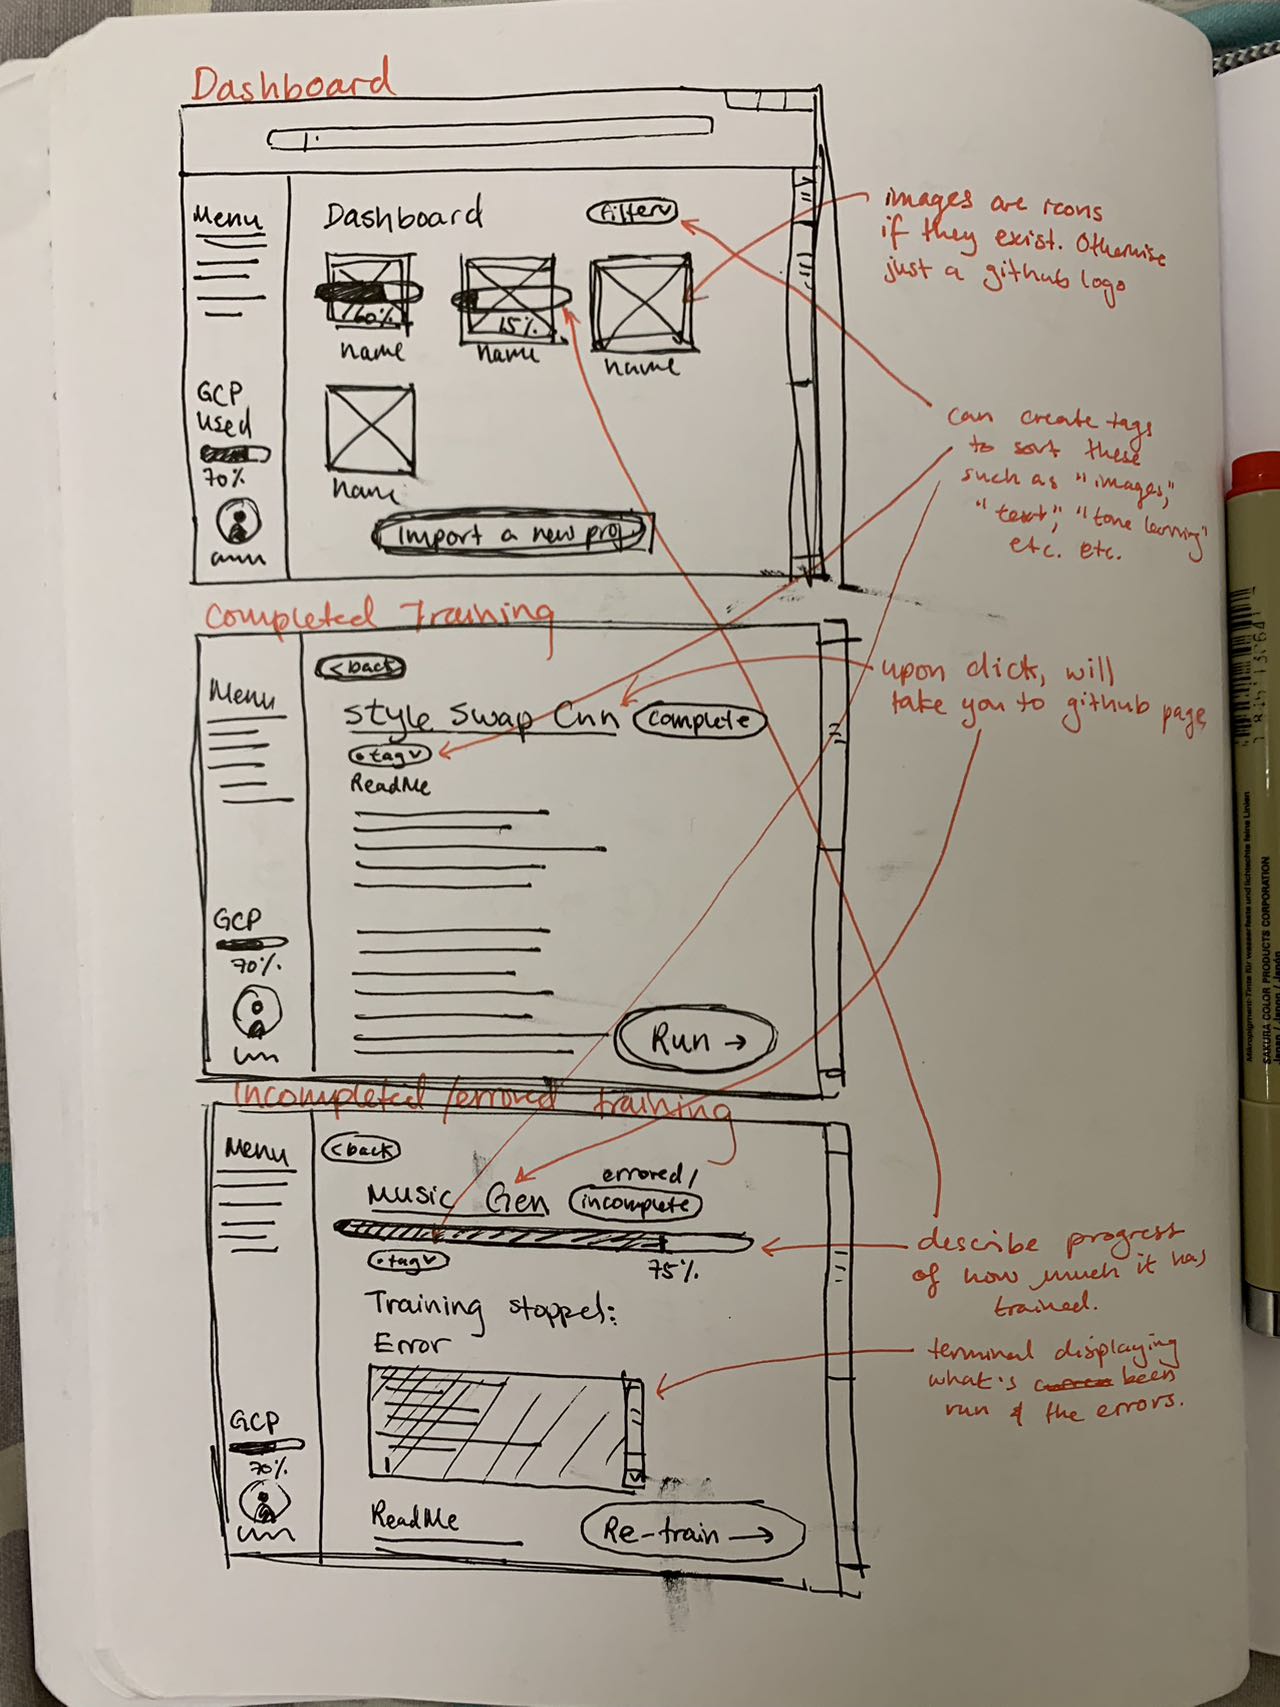 Dashboard
Menu
Dashboard
Filter
60%
name
15%
name
name
name
GCP
Used
70%
Import a new proj
images are icons
if they exist. Otherwise
just a github logo
can create tags
to sort these
such as "images,"
"text," "tone learning"
etc. etc.
Completed Training
Menu
<back
Style Swap Cnn
complete
tag
ReadMe
GCP
70%.
Run →
upon click, will
take you to github page
Incompleted /errored training
Menu
<back
Music Gen
errored/
incomplete
75%.
tag
Training stopped:
Error
GCP
70%.
ReadMe
Re-train →
describe progress
of how much it has
trained.
terminal displaying
what's been
run & the errors.
SAKURA COLOR PRODUCTS CORPORATION